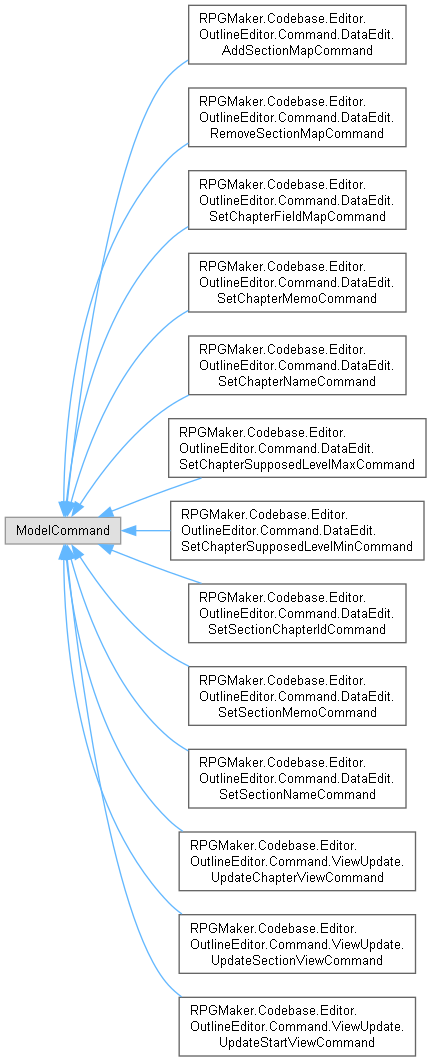 RPGMaker.Codebase.Editor.
OutlineEditor.Command.DataEdit.
AddSectionMapCommand
RPGMaker.Codebase.Editor.
OutlineEditor.Command.DataEdit.
RemoveSectionMapCommand
RPGMaker.Codebase.Editor.
OutlineEditor.Command.DataEdit.
SetChapterFieldMapCommand
RPGMaker.Codebase.Editor.
OutlineEditor.Command.DataEdit.
SetChapterMemoCommand
RPGMaker.Codebase.Editor.
OutlineEditor.Command.DataEdit.
SetChapterNameCommand
RPGMaker.Codebase.Editor.
OutlineEditor.Command.DataEdit.
SetChapterSupposedLevelMaxCommand
ModelCommand
RPGMaker.Codebase.Editor.
OutlineEditor.Command.DataEdit.
SetChapterSupposedLevelMinCommand
RPGMaker.Codebase.Editor.
OutlineEditor.Command.DataEdit.
SetSectionChapterIdCommand
RPGMaker.Codebase.Editor.
OutlineEditor.Command.DataEdit.
SetSectionMemoCommand
RPGMaker.Codebase.Editor.
OutlineEditor.Command.DataEdit.
SetSectionNameCommand
RPGMaker.Codebase.Editor.
OutlineEditor.Command.ViewUpdate.
UpdateChapterViewCommand
RPGMaker.Codebase.Editor.
OutlineEditor.Command.ViewUpdate.
UpdateSectionViewCommand
RPGMaker.Codebase.Editor.
OutlineEditor.Command.ViewUpdate.
UpdateStartViewCommand